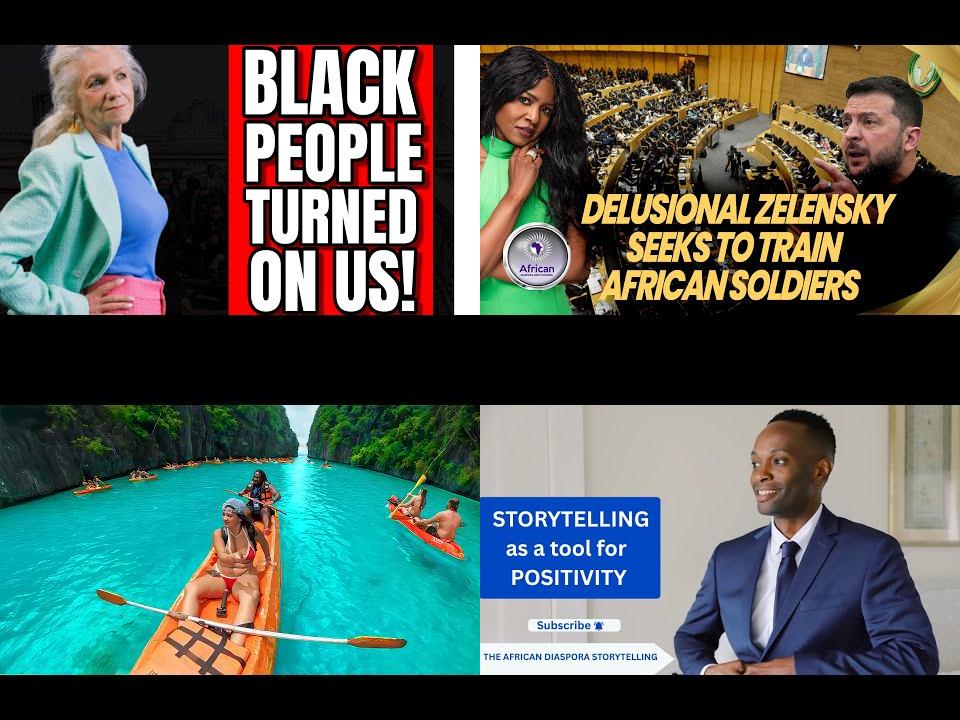 BLACK
PEOPLE
TURNED
ON US!
DELUSIONAL ZELENSKY
SEEKS TO TRAIN
AFRICAN SOLDIERS
African
STORYTELLING
as a tool for
POSITIVITY
Subscribe
THE AFRICAN DIASPORA STORYTELLING